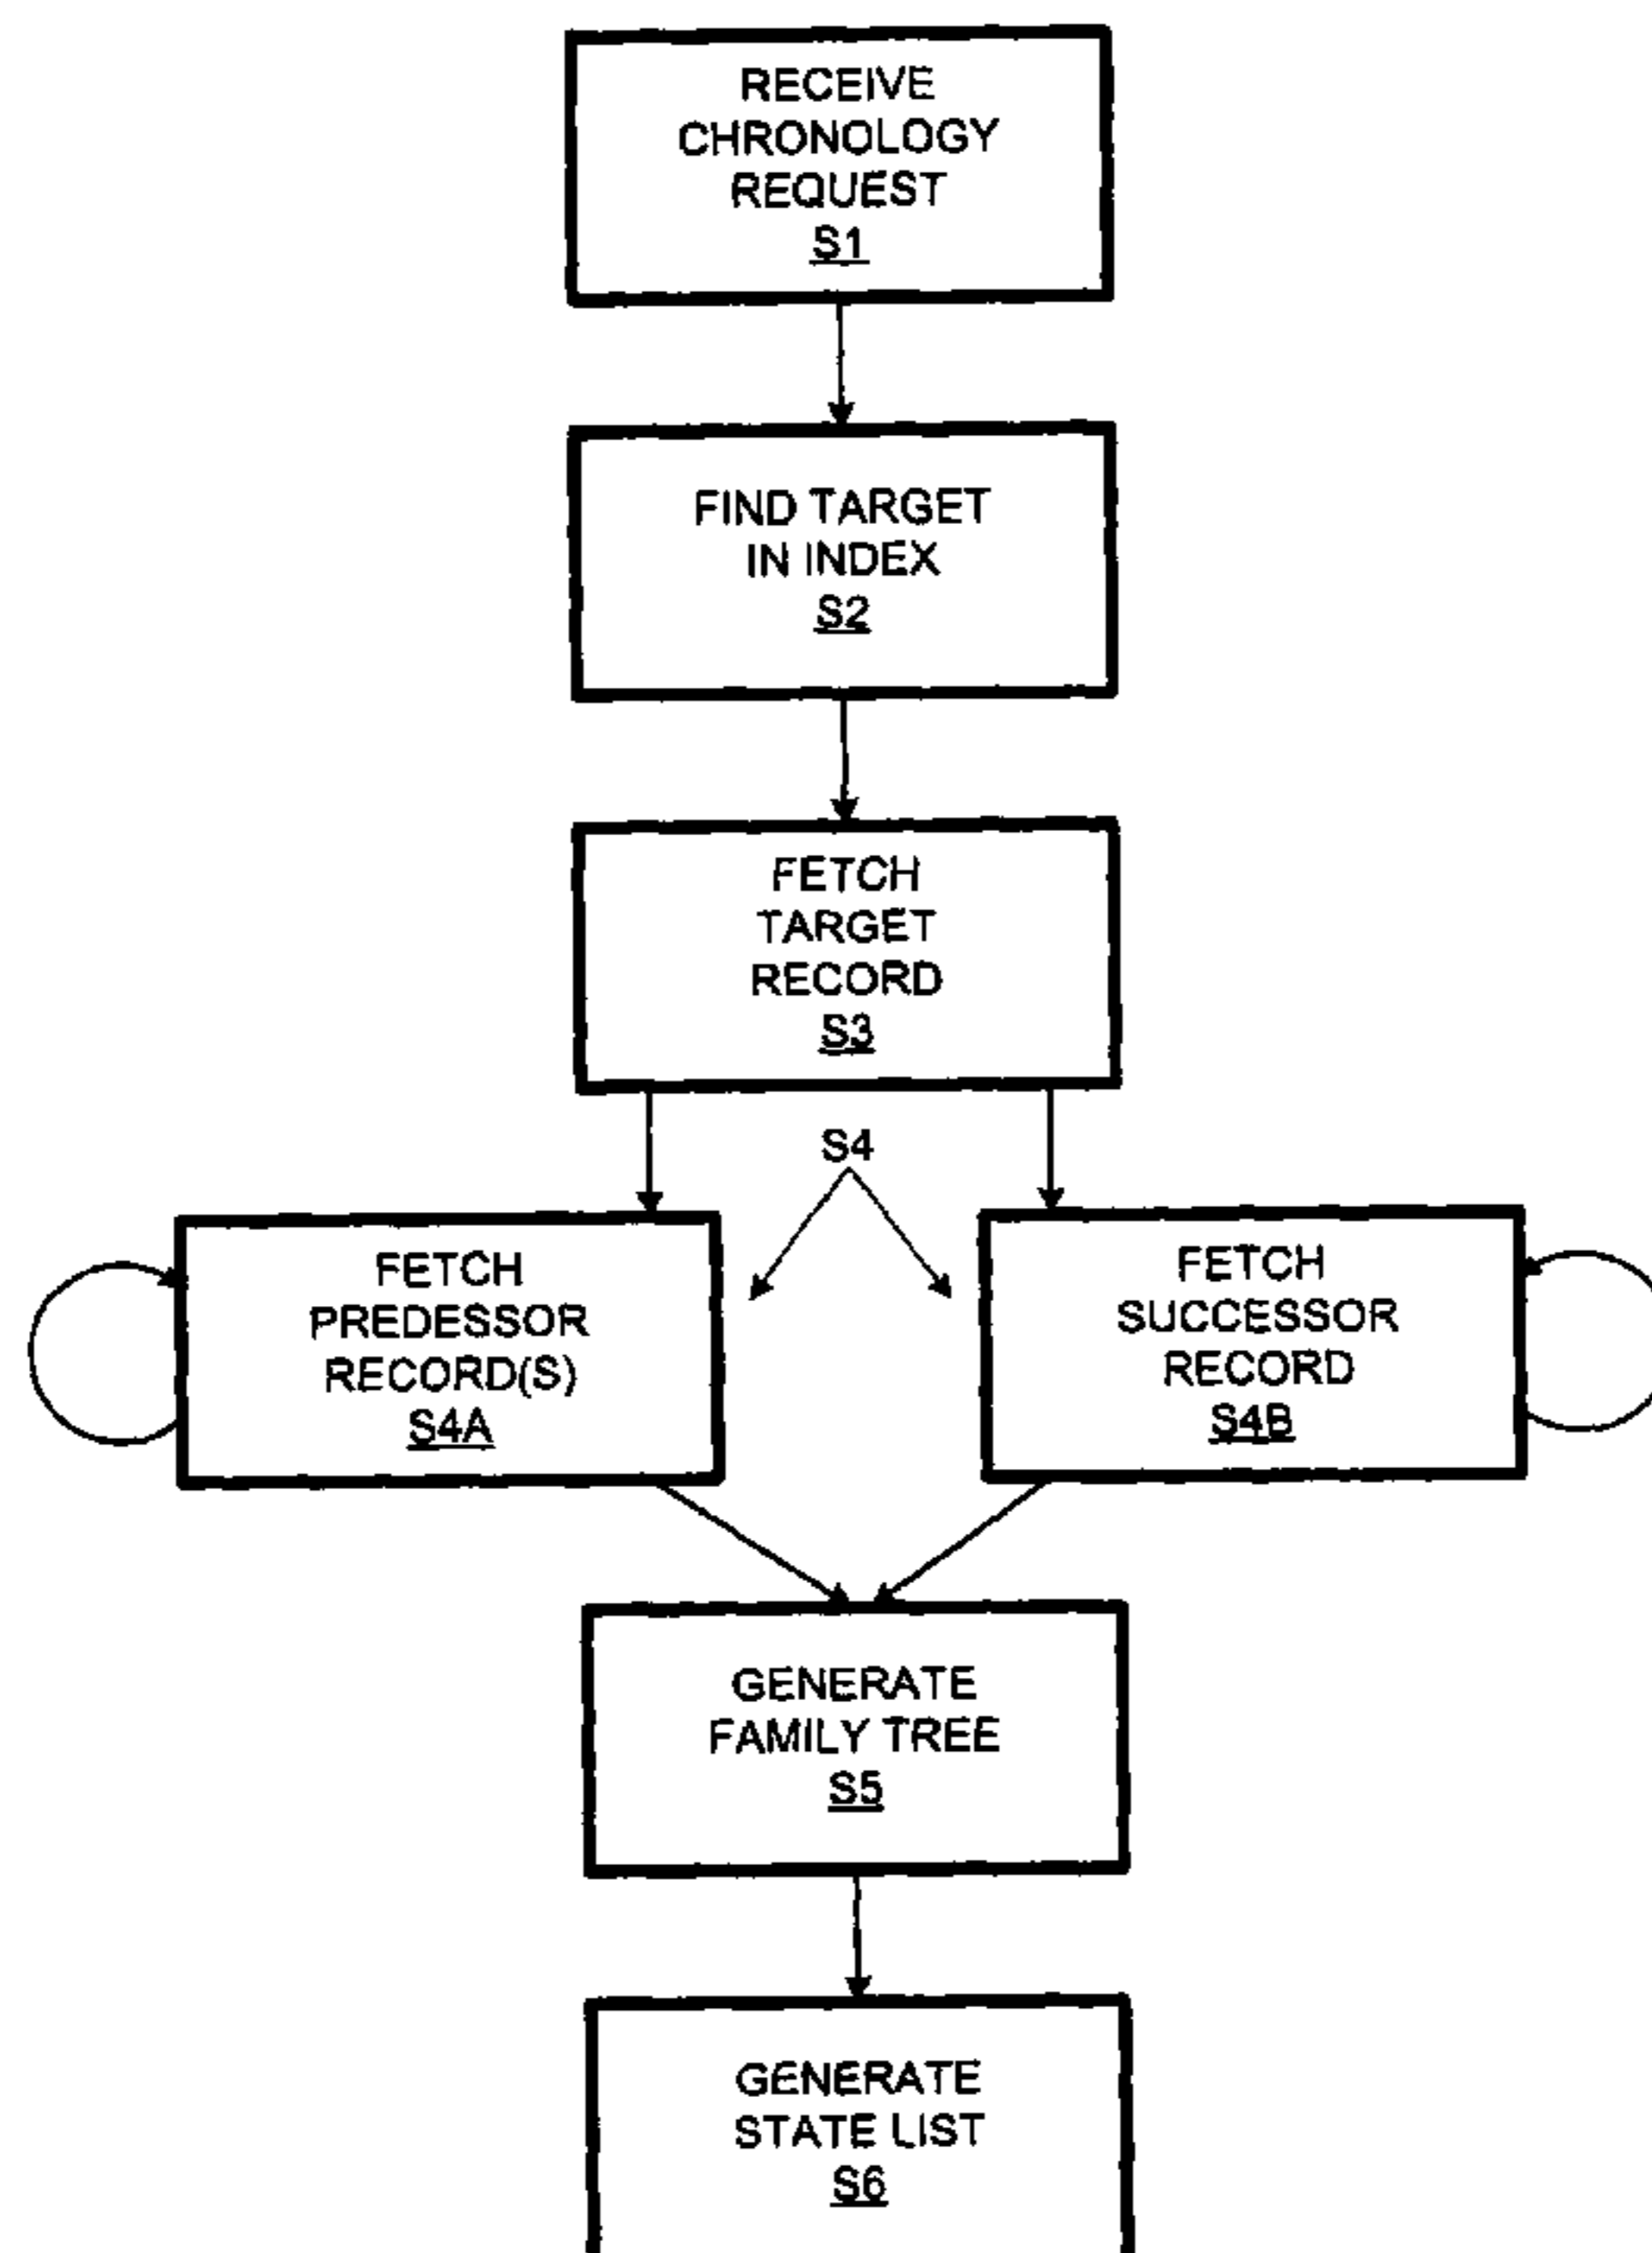 RECEIVE
CHRONOLOGY
REQUEST
S1
FIND TARGET
IN INDEX
S2
FETCH
TARGET
RECORD
S3
S4
FETCH
PREDESSOR
RECORD(S)
S4A
FETCH
SUCCESSOR
RECORD
S4B
GENERATE
FAMILY TREE
S5
GENERATE
STATE LIST
S6